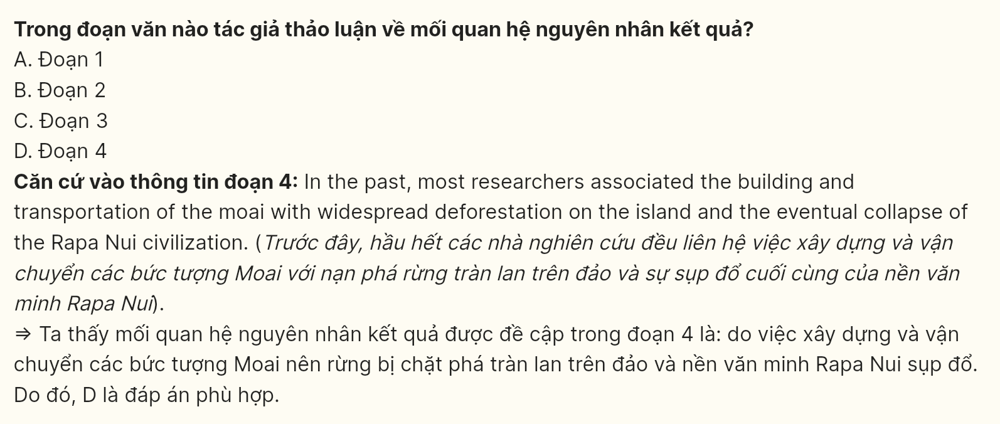 Trong đoạn văn nào tác giả thảo luận về mối quan hệ nguyên nhân kết quả?
A. Đoạn 1
B. Đoạn 2
C. Đoạn 3
D. Đoạn 4
Căn cứ vào thông tin đoạn 4: In the past, most researchers associated the building and
transportation of the moai with widespread deforestation on the island and the eventual collapse of
the Rapa Nui civilization. (Trước đây, hầu hết các nhà nghiên cứu đều liên hệ việc xây dựng và vận
chuyển các bức tượng Moai với nạn phá rừng tràn lan trên đảo và sự sụp đổ cuối cùng của nền văn
minh Rapa Nui).
⇒ Ta thấy mối quan hệ nguyên nhân kết quả được đề cập trong đoạn 4 là: do việc xây dựng và vận
chuyển các bức tượng Moai nên rừng bị chặt phá tràn lan trên đảo và nền văn minh Rapa Nui sụp đổ.
Do đó, D là đáp án phù hợp.